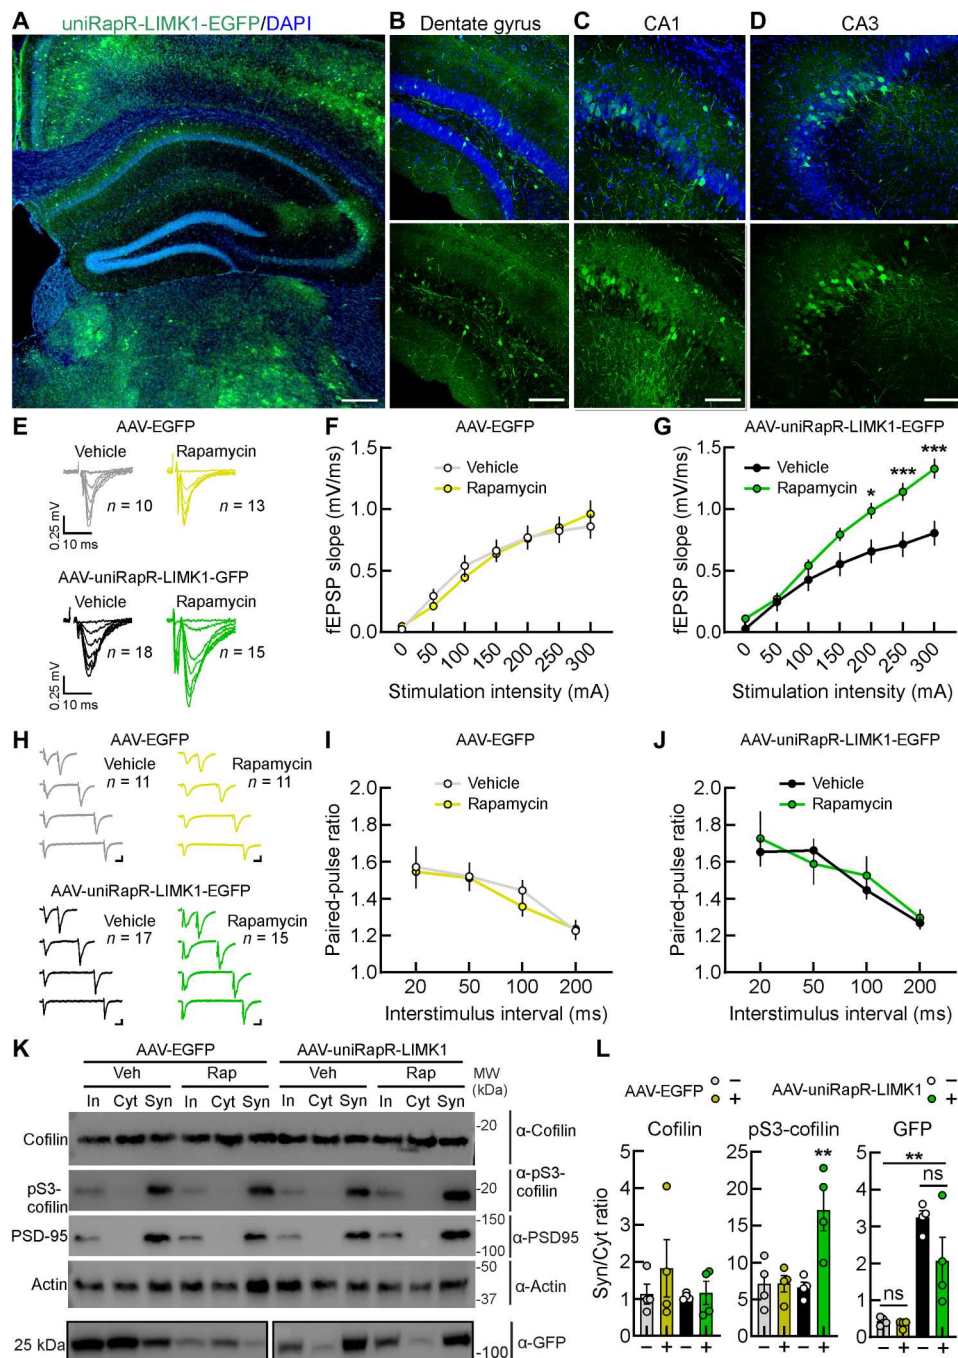 A uniRapR-LIMK1-EGFP/DAPI
B Dentate gyrus
C CA1
D CA3
E AAV-EGFP
Vehicle Rapamycin
n = 10 n = 13
0.25 mV
10 ms
AAV-uniRapR-LIMK1-GFP
Vehicle Rapamycin
n = 18 n = 15
0.25 mV
10 ms
F AAV-EGFP
fEPSP slope (mV/ms)
1.5
1.0
0.5
0.0
Vehicle
Rapamycin
0 50 100 150 200 250 300
Stimulation intensity (mA)
G AAV-uniRapR-LIMK1-EGFP
fEPSP slope (mV/ms)
1.5
1.0
0.5
0.0
Vehicle
Rapamycin
* *** ***
0 50 100 150 200 250 300
Stimulation intensity (mA)
H AAV-EGFP
Vehicle Rapamycin
n = 11 n = 11
AAV-uniRapR-LIMK1-EGFP
Vehicle Rapamycin
n = 17 n = 15
I AAV-EGFP
Paired-pulse ratio
2.0
1.8
1.6
1.4
1.2
1.0
Vehicle
Rapamycin
20 50 100 200
Interstimulus interval (ms)
J AAV-uniRapR-LIMK1-EGFP
Paired-pulse ratio
2.0
1.8
1.6
1.4
1.2
1.0
Vehicle
Rapamycin
20 50 100 200
Interstimulus interval (ms)
K AAV-EGFP AAV-uniRapR-LIMK1
Veh Rap Veh Rap MW
(kDa)
In Cyt Syn In Cyt Syn In Cyt Syn In Cyt Syn
Cofilin -20 α-Cofilin
pS3-
cofilin -20 α-pS3-
cofilin
PSD-95 -150
-100 α-PSD95
Actin -50
-37 α-Actin
25 kDa -100 α-GFP
L
AAV-EGFP − +
AAV-uniRapR-LIMK1 − +
Syn/Cyt ratio
Cofilin
5
4
3
2
1
0
− + − +
pS3-cofilin
25
20
15
10
5
0
**
− + − +
GFP
5
4
3
2
1
0
**
ns
ns
− + − +